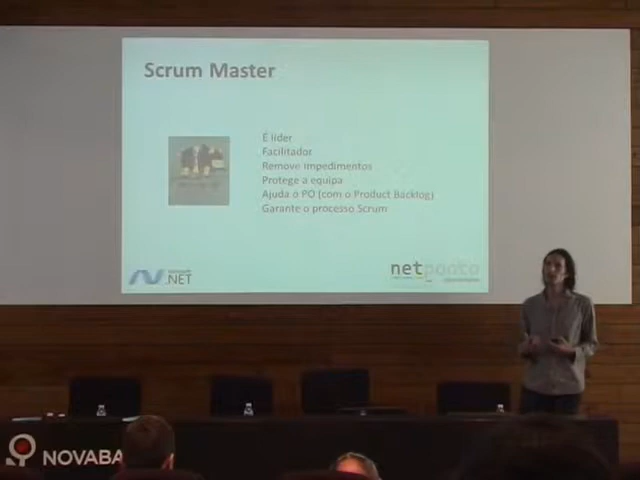 Scrum Master
É líder
Facilitador
Remove impedimentos
Protege a equipa
Ajuda o PO (com o Product Backlog)
Garante o processo Scrum
.NET
netponto
NOVABA